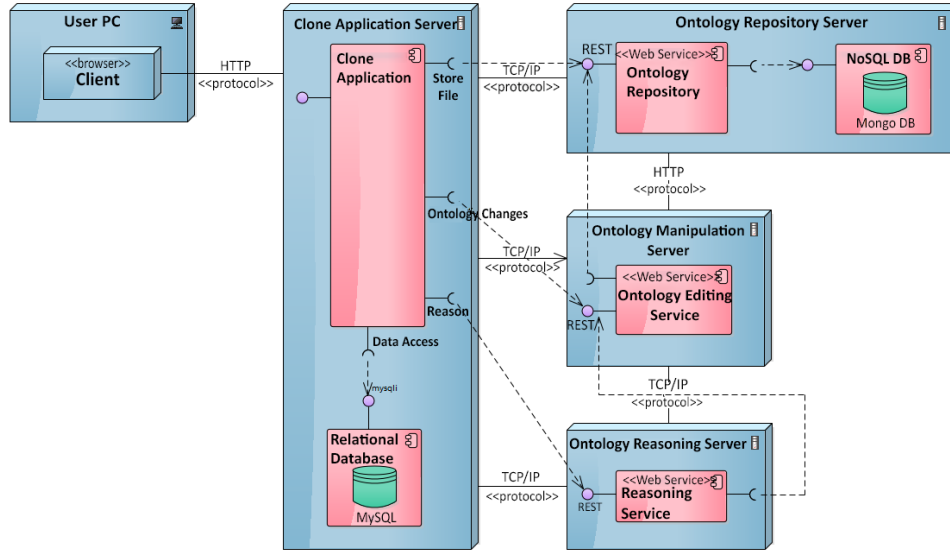 User PC
<<browser>>
Client
HTTP
<<protocol>>
Clone Application Server
Clone
Application
Store
File
Ontology Changes
Reason
Data Access
mysqli
Relational
Database
MySQL
TCP/IP
<<protocol>>
Ontology Repository Server
REST
<<Web Service>>
Ontology
Repository
NoSQL DB
Mongo DB
HTTP
<<protocol>>
TCP/IP
<<protocol>>
Ontology Manipulation
Server
<<Web Service>>
Ontology Editing
Service
REST
TCP/IP
<<protocol>>
TCP/IP
<<protocol>>
Ontology Reasoning Server
<<Web Service>>
Reasoning
Service
REST